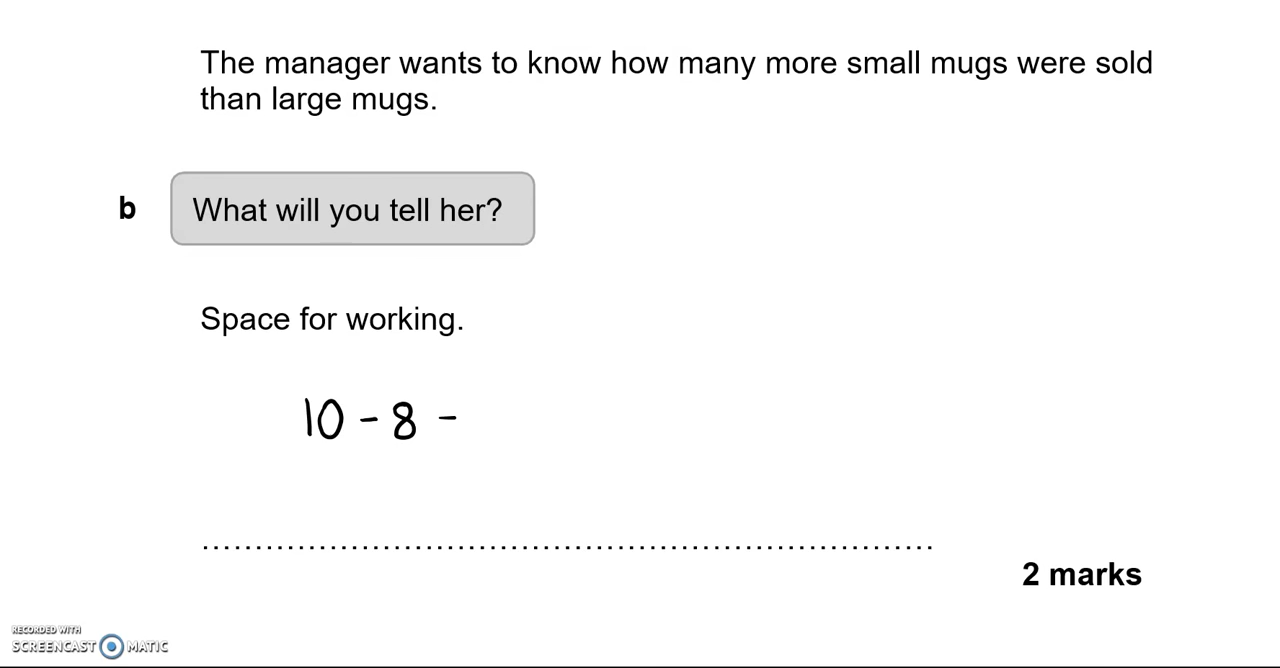 The manager wants to know how many more small mugs were sold
than large mugs.
b What will you tell her?
Space for working.
10 - 8 -
......................................................................
2 marks
RECORDED WITH
SCREENCAST MATIC